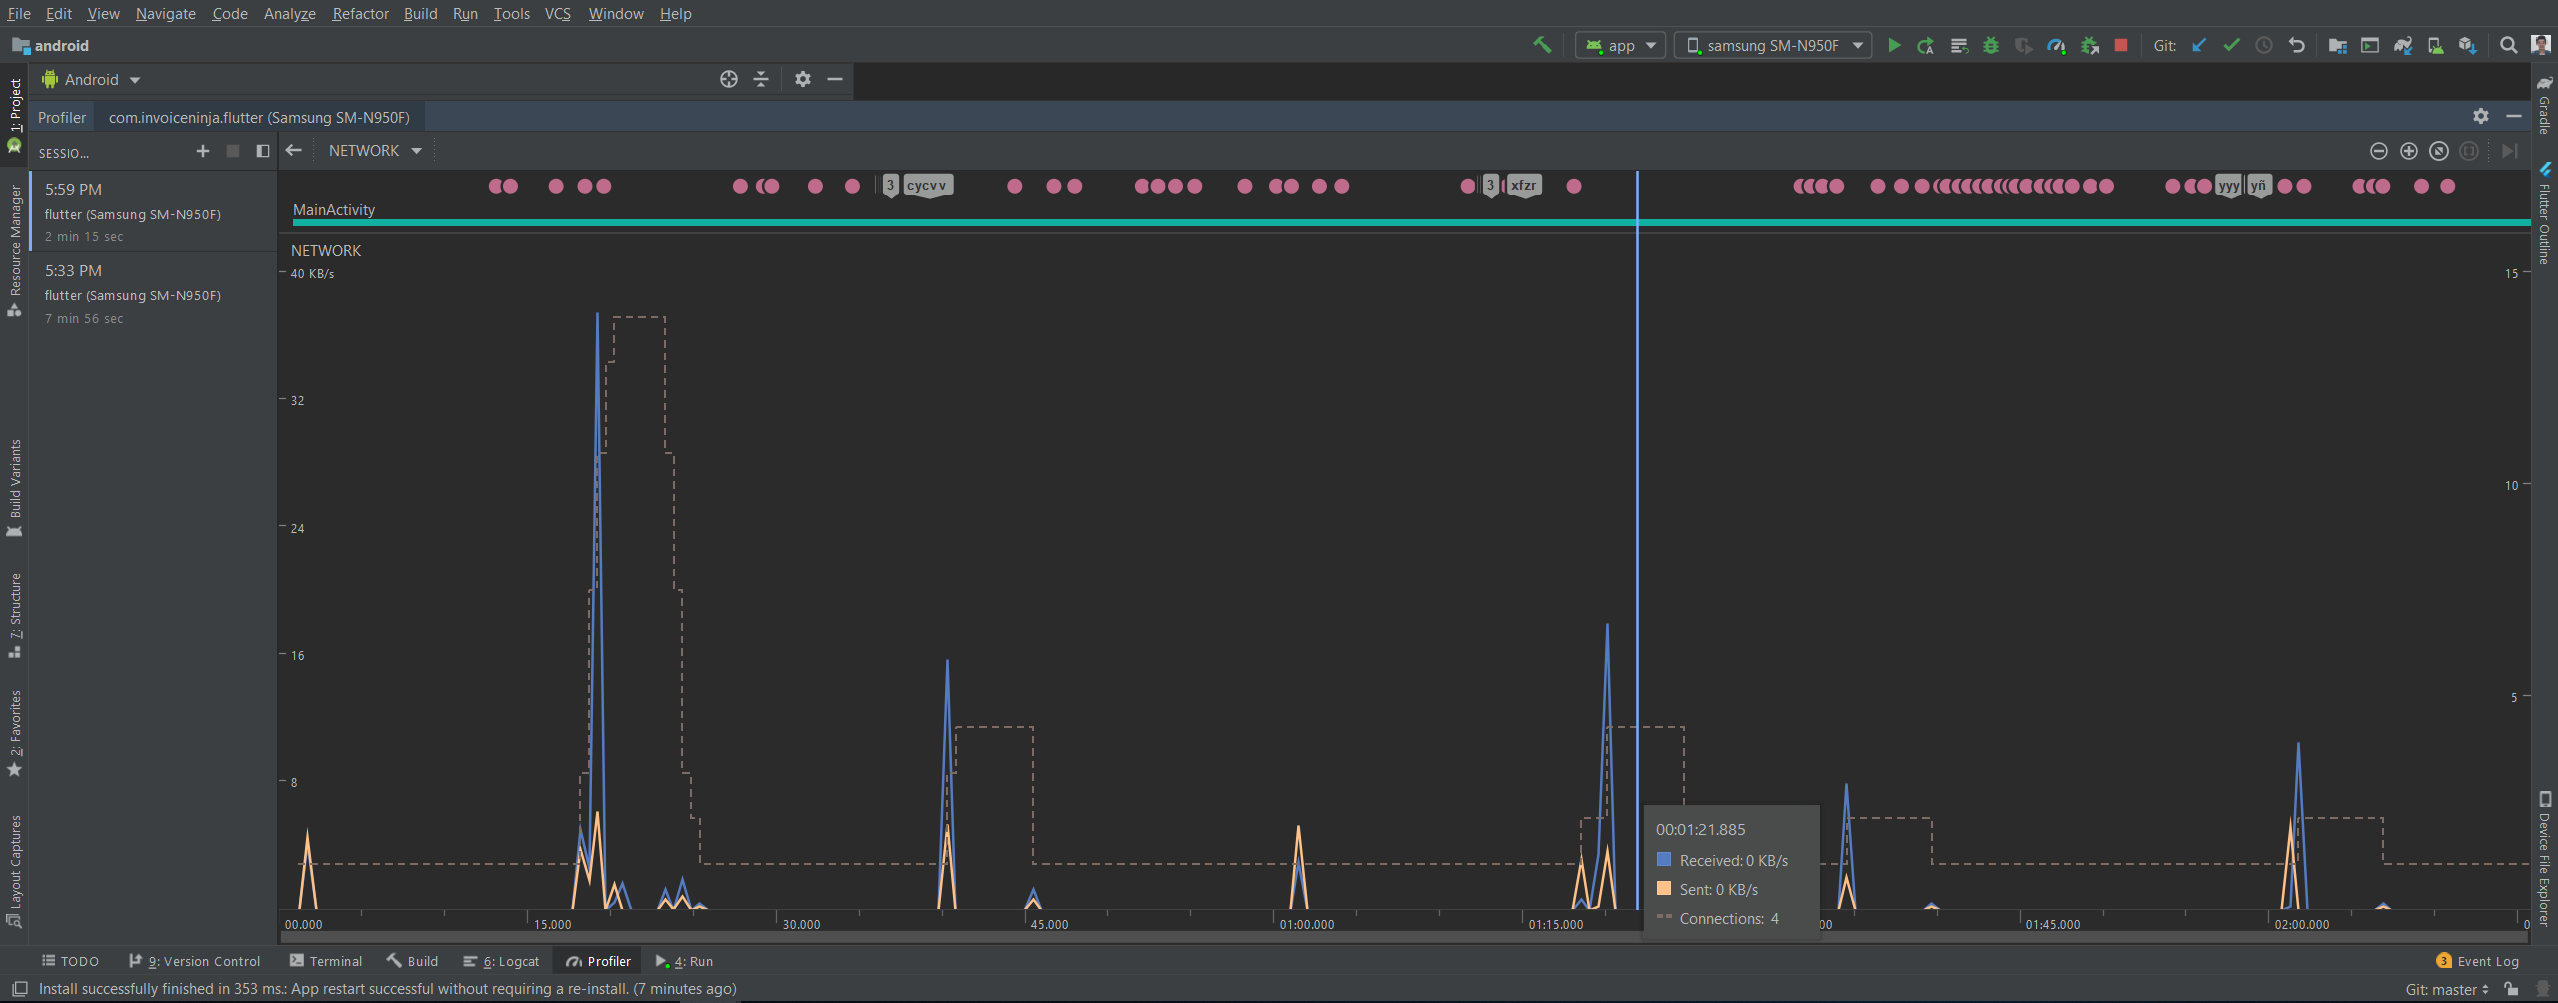 File Edit View Navigate Code Analyze Refactor Build Run Tools VCS Window Help
android
app
samsung SM-N950F
Git:
Android
Profiler com.invoiceninja.flutter (Samsung SM-N950F)
SESSIO...
NETWORK
5:59 PM
flutter (Samsung SM-N950F)
2 min 15 sec
5:33 PM
flutter (Samsung SM-N950F)
7 min 56 sec
3 cycvv 3 xfzr yyy yñ
MainActivity
NETWORK
40 KB/s
32
24
16
8
15
10
5
00:01:21.885
Received: 0 KB/s
Sent: 0 KB/s
Connections: 4
00.000 15.000 30.000 45.000 01:00.000 01:15.000 00 01:45.000 02:00.000 0
1: Project
Resource Manager
Build Variants
7: Structure
2: Favorites
Layout Captures
Gradle
Flutter Outline
Device File Explorer
TODO 9: Version Control Terminal Build 6: Logcat Profiler 4: Run
3 Event Log
Install successfully finished in 353 ms.: App restart successful without requiring a re-install. (7 minutes ago)
Git: master